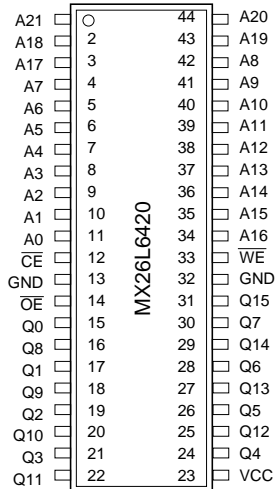 A21 44 A20
A18 2 43 A19
A17 3 42 A8
A7 4 41 A9
A6 5 40 A10
A5 6 39 A11
A4 7 38 A12
A3 8 37 A13
A2 9 36 A14
A1 10 35 A15
A0 11 34 A16
CE 12 33 WE
GND 13 32 GND
OE 14 31 Q15
Q0 15 30 Q7
Q8 16 29 Q14
Q1 17 28 Q6
Q9 18 27 Q13
Q2 19 26 Q5
Q10 20 25 Q12
Q3 21 24 Q4
Q11 22 23 VCC
MX26L6420